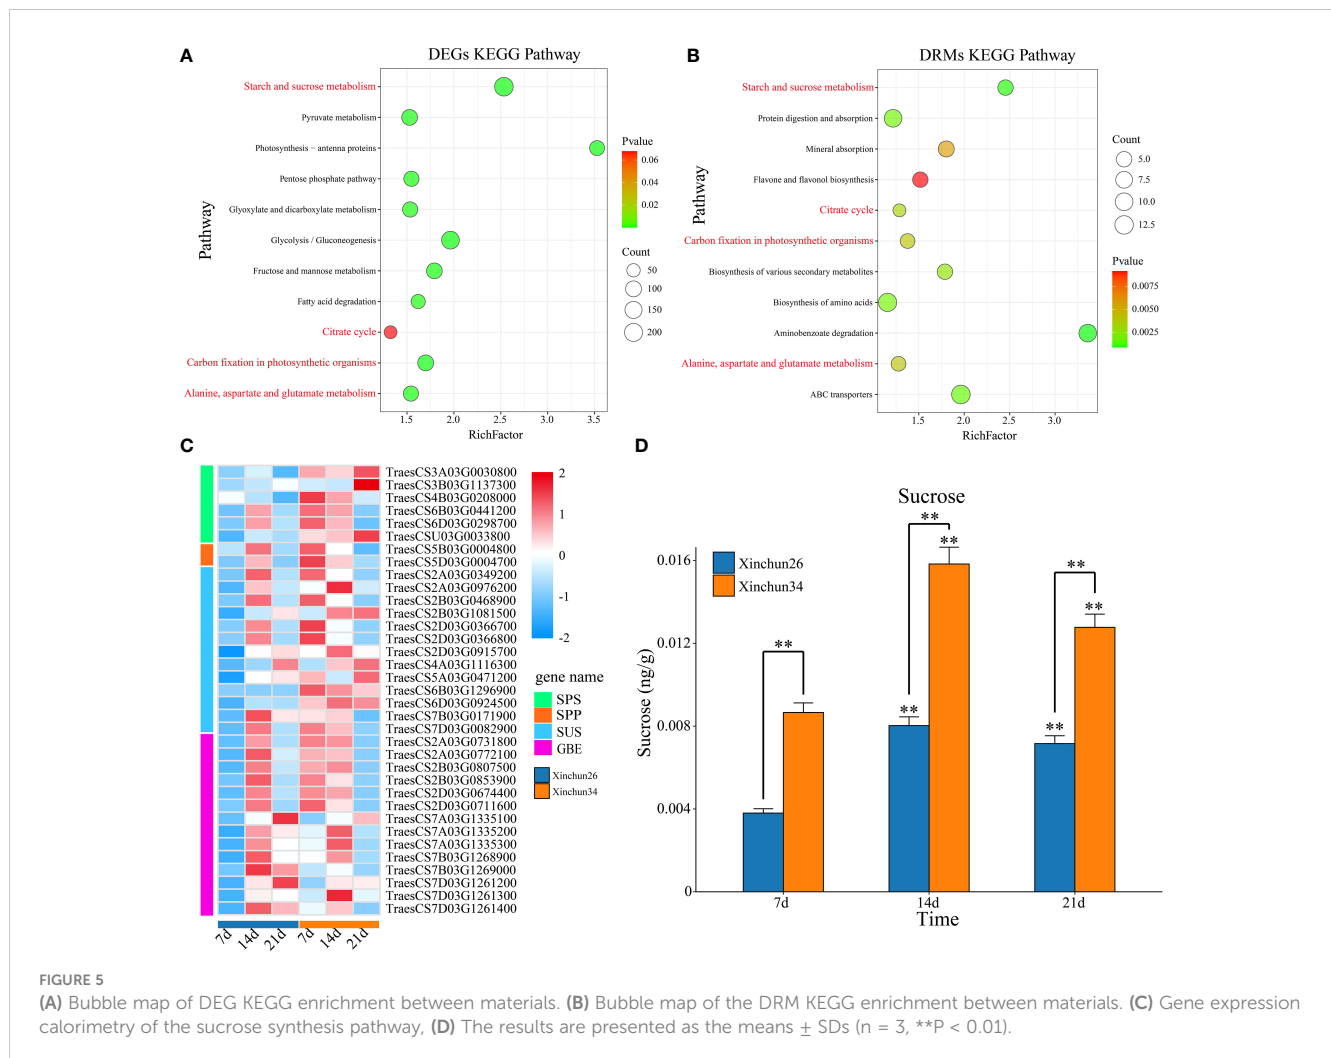 (A)
DEGs KEGG Pathway
Pathway
Starch and sucrose metabolism
Pyruvate metabolism
Photosynthesis − antenna proteins
Pentose phosphate pathway
Glyoxylate and dicarboxylate metabolism
Glycolysis / Gluconeogenesis
Fructose and mannose metabolism
Fatty acid degradation
Citrate cycle
Carbon fixation in photosynthetic organisms
Alanine, aspartate and glutamate metabolism
1.5 2.0 2.5 3.0 3.5
RichFactor
Pvalue
0.06
0.04
0.02
Count
50
100
150
200
(B)
DRMs KEGG Pathway
Pathway
Starch and sucrose metabolism
Protein digestion and absorption
Mineral absorption
Flavone and flavonol biosynthesis
Citrate cycle
Carbon fixation in photosynthetic organisms
Biosynthesis of various secondary metabolites
Biosynthesis of amino acids
Aminobenzoate degradation
Alanine, aspartate and glutamate metabolism
ABC transporters
1.5 2.0 2.5 3.0
RichFactor
Count
5.0
7.5
10.0
12.5
Pvalue
0.0075
0.0050
0.0025
(C)
TraesCS3A03G0030800
TraesCS3B03G1137300
TraesCS4B03G0208000
TraesCS6B03G0441200
TraesCS6D03G0298700
TraesCSU03G0033800
TraesCS5B03G0004800
TraesCS5D03G0004700
TraesCS2A03G0349200
TraesCS2A03G0976200
TraesCS2B03G0468900
TraesCS2B03G1081500
TraesCS2D03G0366700
TraesCS2D03G0366800
TraesCS2D03G0915700
TraesCS4A03G1116300
TraesCS5A03G0471200
TraesCS6B03G1296900
TraesCS6D03G0924500
TraesCS7B03G0171900
TraesCS7D03G0082900
TraesCS2A03G0731800
TraesCS2A03G0772100
TraesCS2B03G0807500
TraesCS2B03G0853900
TraesCS2D03G0674400
TraesCS2D03G0711600
TraesCS7A03G1335100
TraesCS7A03G1335200
TraesCS7A03G1335300
TraesCS7B03G1268900
TraesCS7B03G1269000
TraesCS7D03G1261200
TraesCS7D03G1261300
TraesCS7D03G1261400
7d 14d 21d 7d 14d 21d
2
1
0
-1
-2
gene name
SPS
SPP
SUS
GBE
Xinchun26
Xinchun34
(D)
Sucrose
Xinchun26
Xinchun34
Sucrose (ng/g)
0.016
0.012
0.008
0.004
0
**
**
**
**
**
**
**
7d 14d 21d
Time
FIGURE 5
(A) Bubble map of DEG KEGG enrichment between materials. (B) Bubble map of the DRM KEGG enrichment between materials. (C) Gene expression
calorimetry of the sucrose synthesis pathway, (D) The results are presented as the means ± SDs (n = 3, **P < 0.01).